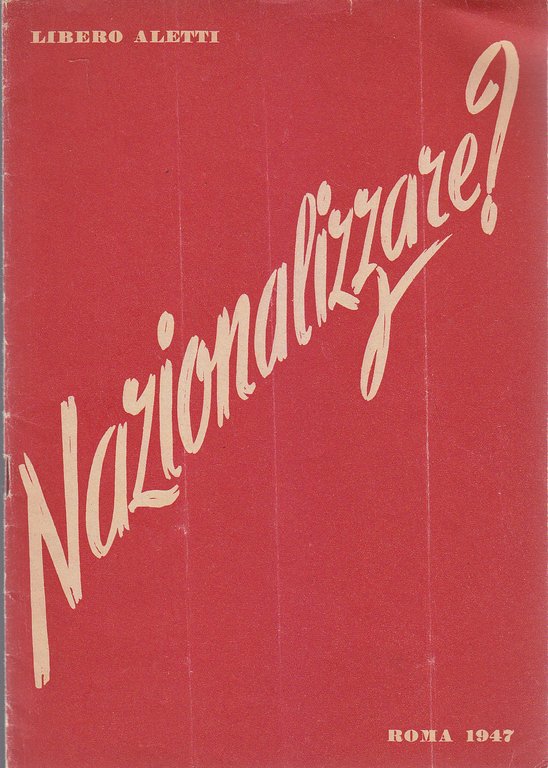 LIBERO ALETTI
Nazionalizzare?
ROMA 1947